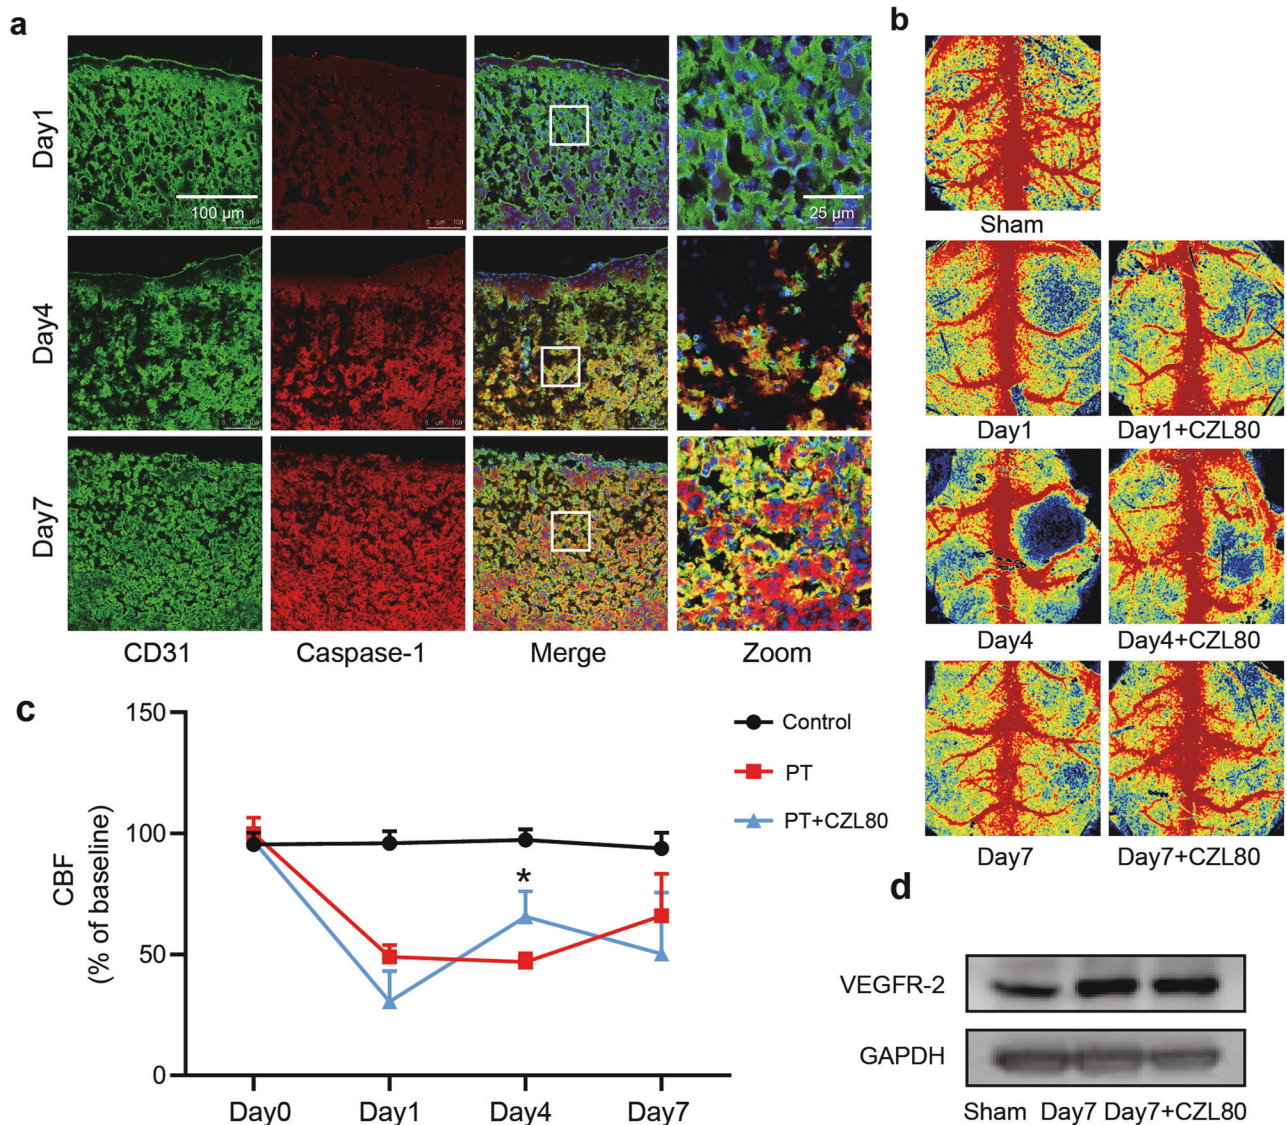 a
b
Day1
100 µm
25 µm
Day4
Day7
CD31
Caspase-1
Merge
Zoom
Sham
Day1
Day1+CZL80
Day4
Day4+CZL80
Day7
Day7+CZL80
c
150
100
50
0
CBF
(% of baseline)
Day0
Day1
Day4
Day7
*
Control
PT
PT+CZL80
d
VEGFR-2
GAPDH
Sham
Day7
Day7+CZL80